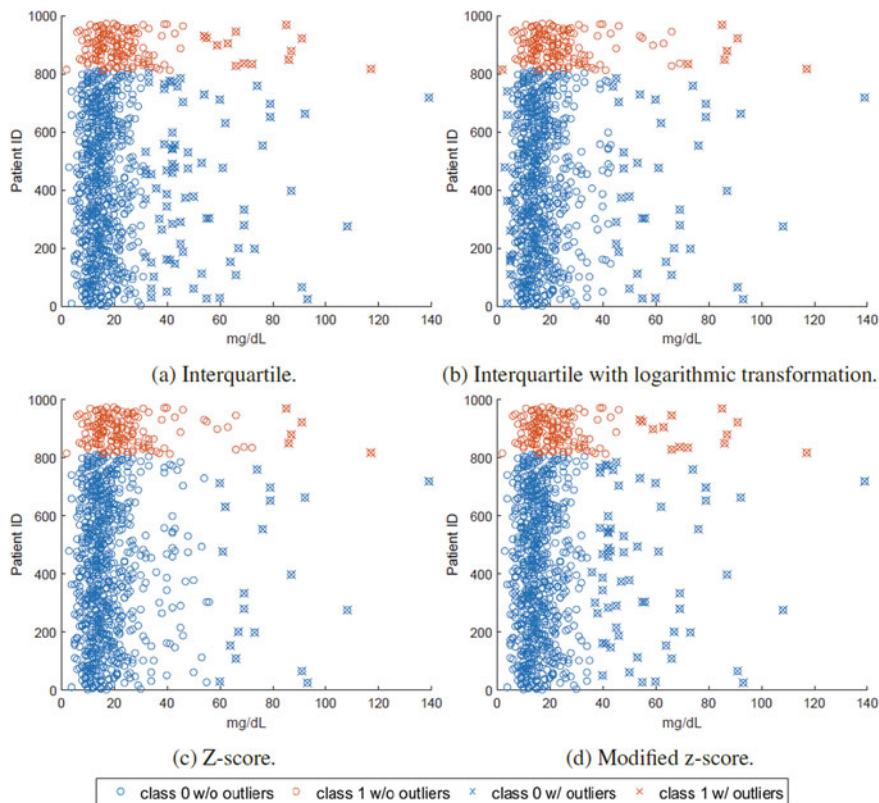 1000
800
600
400
200
0
Patient ID
0 20 40 60 80 100 120 140
mg/dL
(a) Interquartile.
1000
800
600
400
200
0
Patient ID
0 20 40 60 80 100 120 140
mg/dL
(b) Interquartile with logarithmic transformation.
1000
800
600
400
200
0
Patient ID
0 20 40 60 80 100 120 140
mg/dL
(c) Z-score.
1000
800
600
400
200
0
Patient ID
0 20 40 60 80 100 120 140
mg/dL
(d) Modified z-score.
class 0 w/o outliers class 1 w/o outliers class 0 w/ outliers class 1 w/ outliers